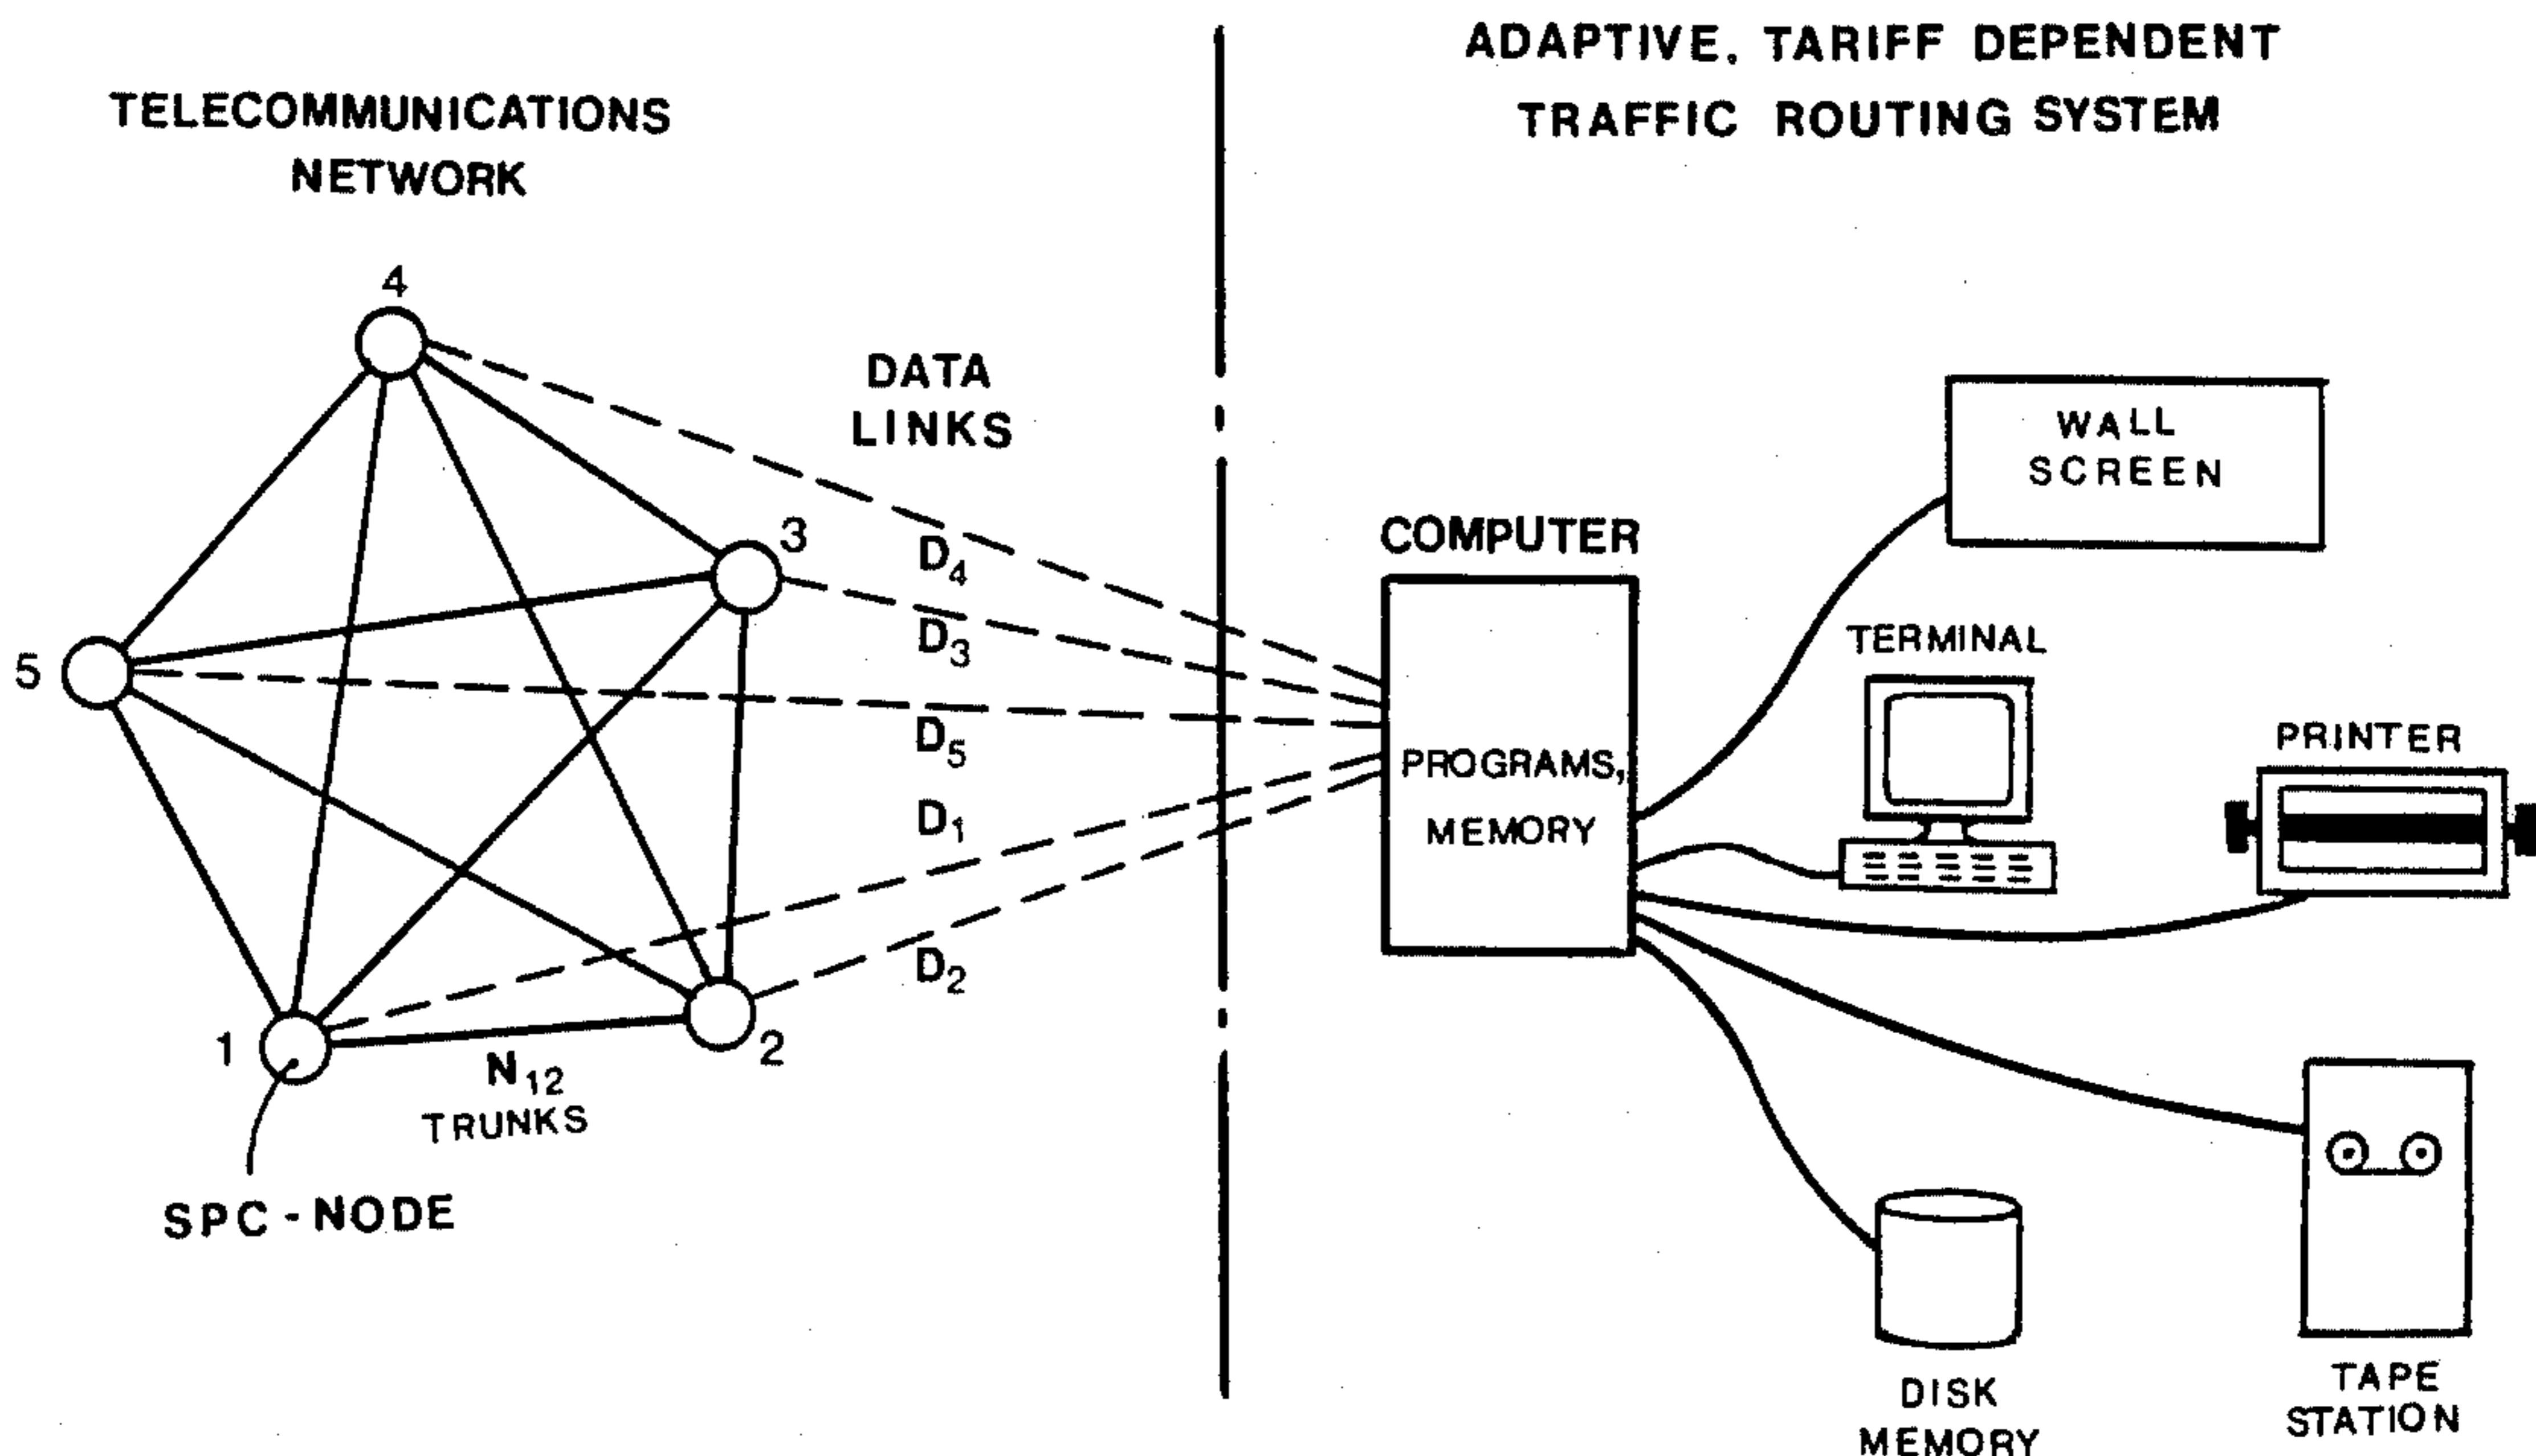 TELECOMMUNICATIONS
NETWORK
ADAPTIVE. TARIFF DEPENDENT
TRAFFIC ROUTING SYSTEM
4
DATA
LINKS
WALL
SCREEN
3
D4
COMPUTER
D3
TERMINAL
5
D5
PROGRAMS,
MEMORY
PRINTER
D1
D2
1
2
N12
TRUNKS
SPC-NODE
DISK
MEMORY
TAPE
STATION